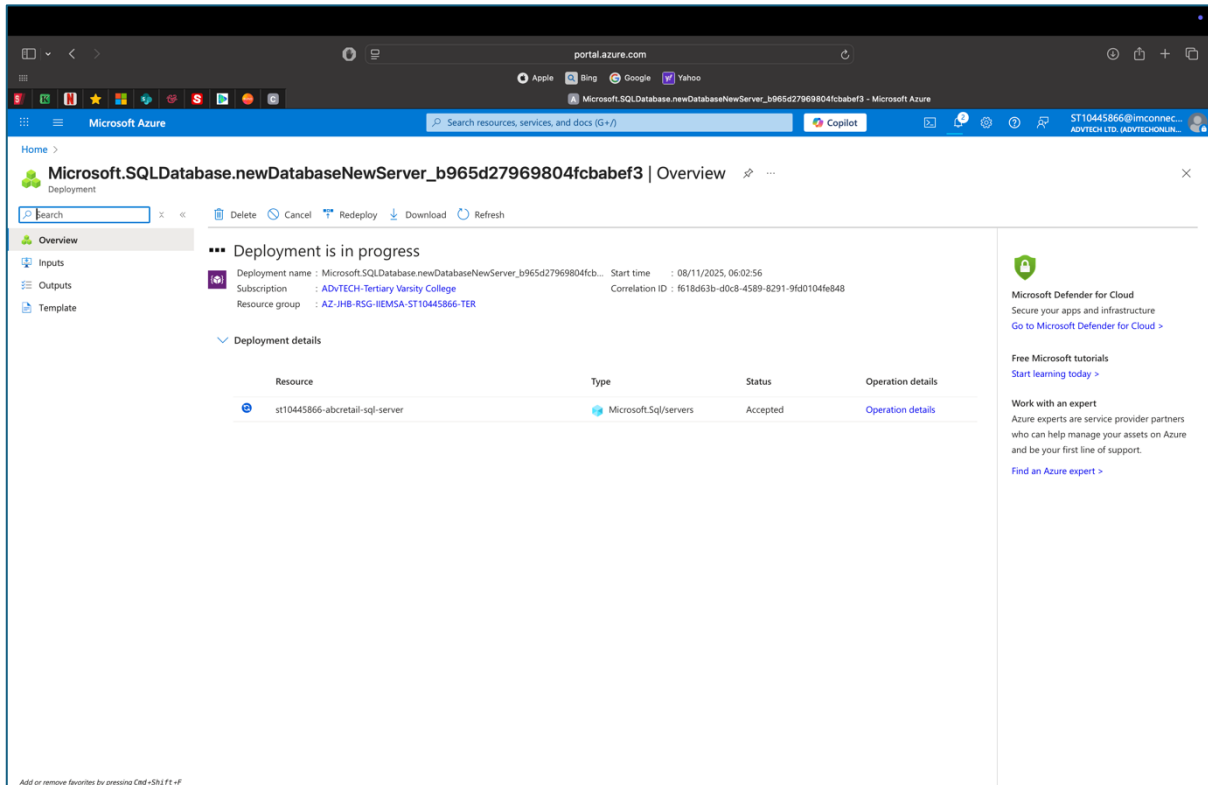 portal.azure.com
Apple Bing Google Yahoo
Microsoft.SQLDatabase.newDatabaseNewServer_b965d27969804fcbabef3 - Microsoft Azure
Microsoft Azure
Search resources, services, and docs (G+/)
Copilot
2
ST10445866@imconnec...
ADVTECH LTD. (ADVTECHONLIN...
Home >
Microsoft.SQLDatabase.newDatabaseNewServer_b965d27969804fcbabef3 | Overview
Deployment
Search
Delete Cancel Redeploy Download Refresh
Overview
Inputs
Outputs
Template
Deployment is in progress
Deployment name : Microsoft.SQLDatabase.newDatabaseNewServer_b965d27969804fcb...
Subscription : ADvTECH-Tertiary Varsity College
Resource group : AZ-JHB-RSG-IIEMSA-ST10445866-TER
Start time : 08/11/2025, 06:02:56
Correlation ID : f618d63b-d0c8-4589-8291-9fd0104fe848
Deployment details
Resource Type Status Operation details
st10445866-abcretail-sql-server Microsoft.Sql/servers Accepted Operation details
Microsoft Defender for Cloud
Secure your apps and infrastructure
Go to Microsoft Defender for Cloud >
Free Microsoft tutorials
Start learning today >
Work with an expert
Azure experts are service provider partners
who can help manage your assets on Azure
and be your first line of support.
Find an Azure expert >
Add or remove favorites by pressing Cmd+Shift+F